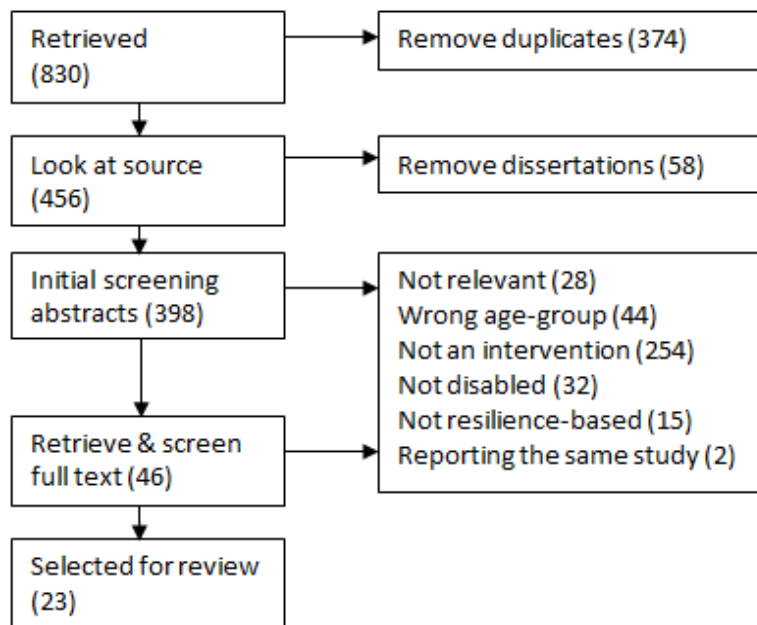 Retrieved
(830)
Remove duplicates (374)
Look at source
(456)
Remove dissertations (58)
Initial screening
abstracts (398)
Not relevant (28)
Wrong age-group (44)
Not an intervention (254)
Not disabled (32)
Not resilience-based (15)
Reporting the same study (2)
Retrieve & screen
full text (46)
Selected for review
(23)